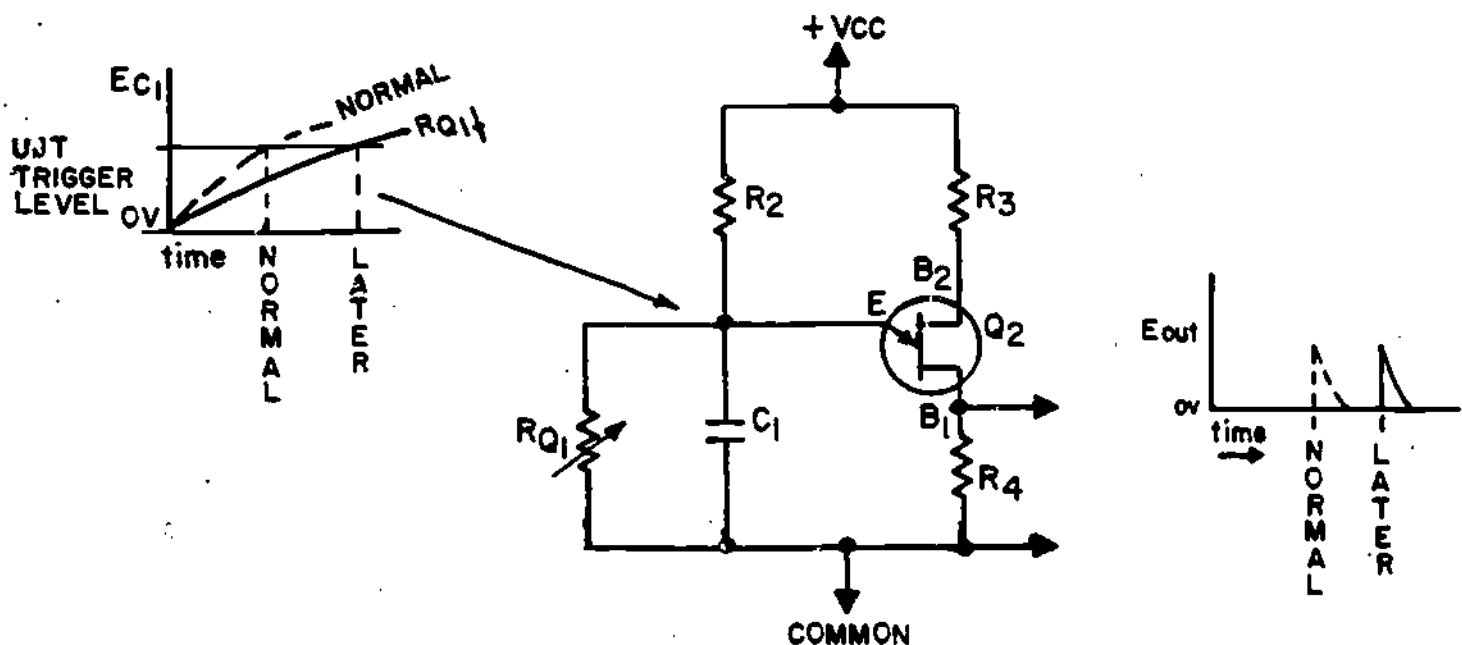 + VCC
EC1
NORMAL
RQ1↓
UJT
TRIGGER
LEVEL
OV
time
NORMAL
LATER
R2
R3
B2
E
Q2
B1
RQ1
C1
R4
COMMON
Eout
OV
time
NORMAL
LATER